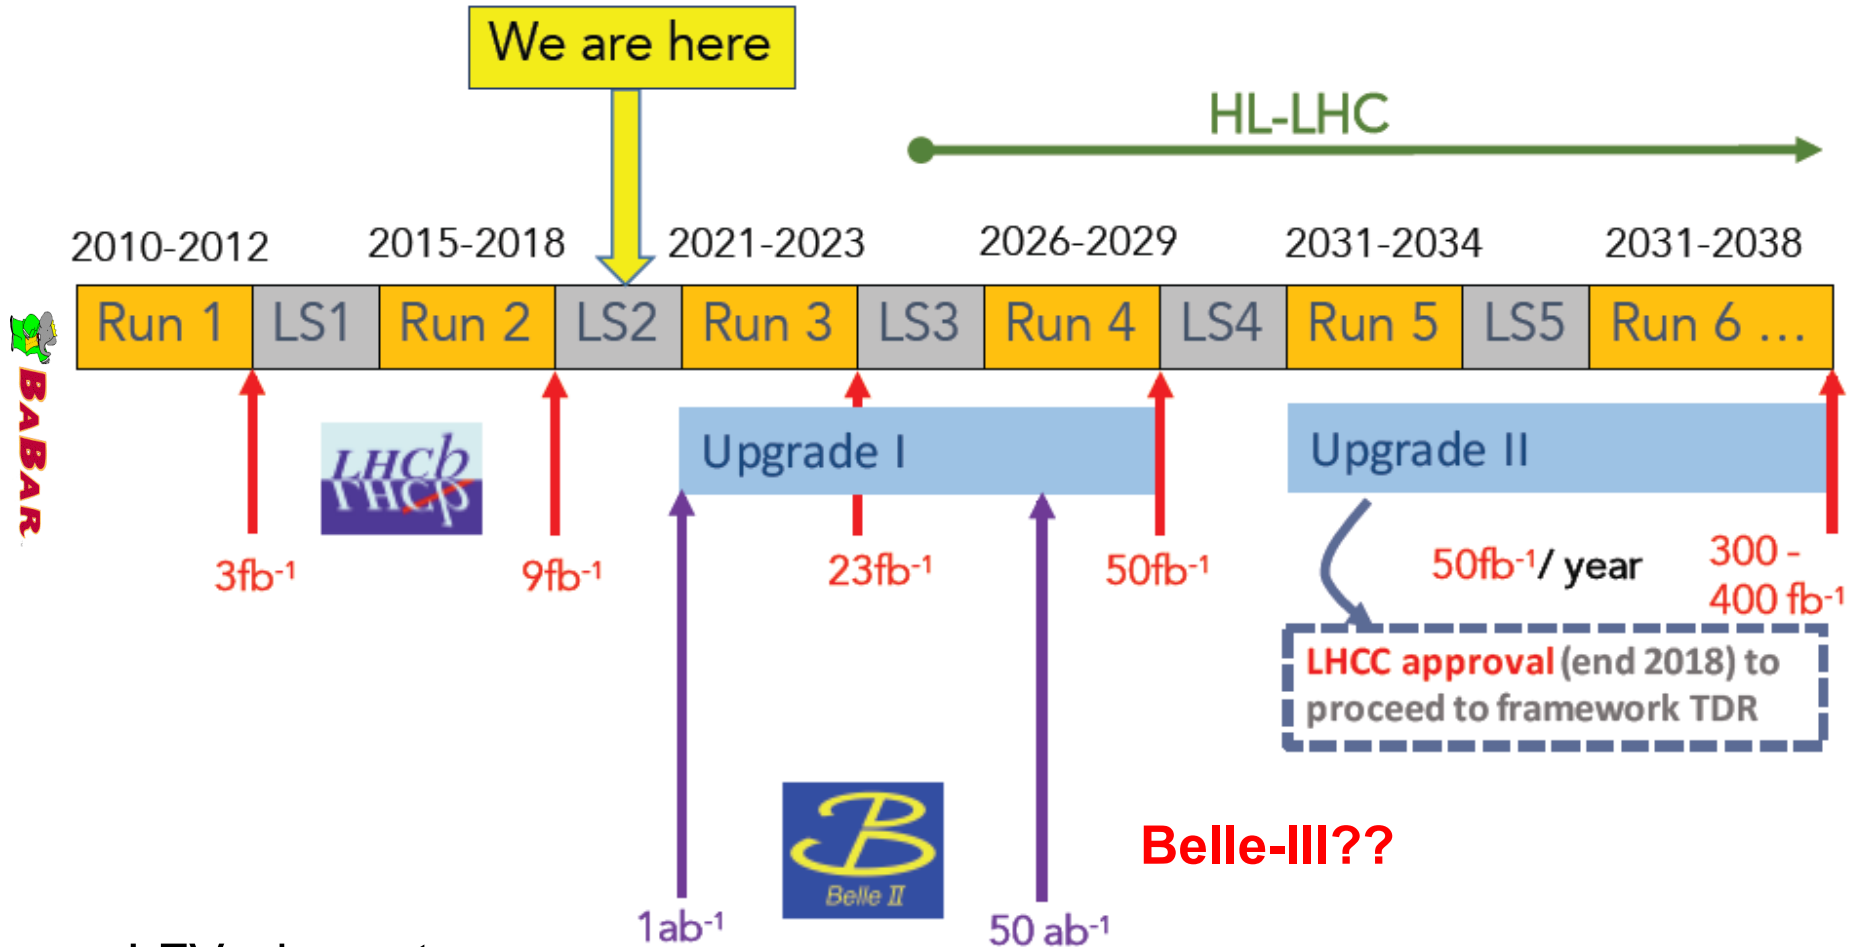 We are here
HL-LHC
2010-2012 2015-2018 2021-2023 2026-2029 2031-2034 2031-2038
Run 1 LS1 Run 2 LS2 Run 3 LS3 Run 4 LS4 Run 5 LS5 Run 6 ...
BABAR
LHCb
LHCb
Upgrade I
Upgrade II
3fb-1 9fb-1 23fb-1 50fb-1 50fb-1/ year 300 -
400 fb-1
LHCC approval (end 2018) to
proceed to framework TDR
Belle II
Belle-III??
1ab-1 50 ab-1